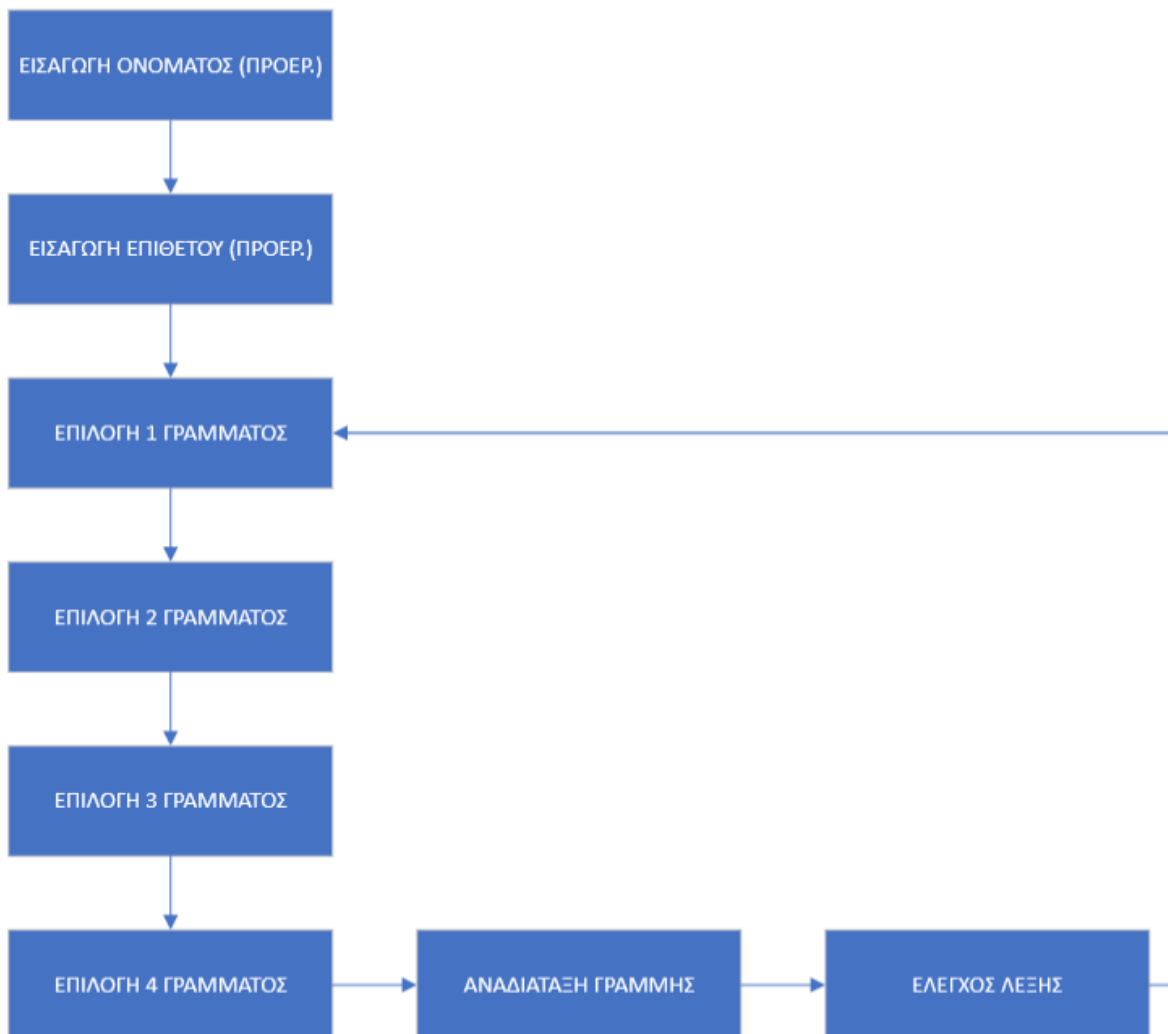 ΕΙΣΑΓΩΓΗ ΟΝΟΜΑΤΟΣ (ΠΡΟΕΡ.)
ΕΙΣΑΓΩΓΗ ΕΠΙΘΕΤΟΥ (ΠΡΟΕΡ.)
ΕΠΙΛΟΓΗ 1 ΓΡΑΜΜΑΤΟΣ
ΕΠΙΛΟΓΗ 2 ΓΡΑΜΜΑΤΟΣ
ΕΠΙΛΟΓΗ 3 ΓΡΑΜΜΑΤΟΣ
ΕΠΙΛΟΓΗ 4 ΓΡΑΜΜΑΤΟΣ
ΑΝΑΔΙΑΤΑΞΗ ΓΡΑΜΜΗΣ
ΕΛΕΓΧΟΣ ΛΕΞΗΣ